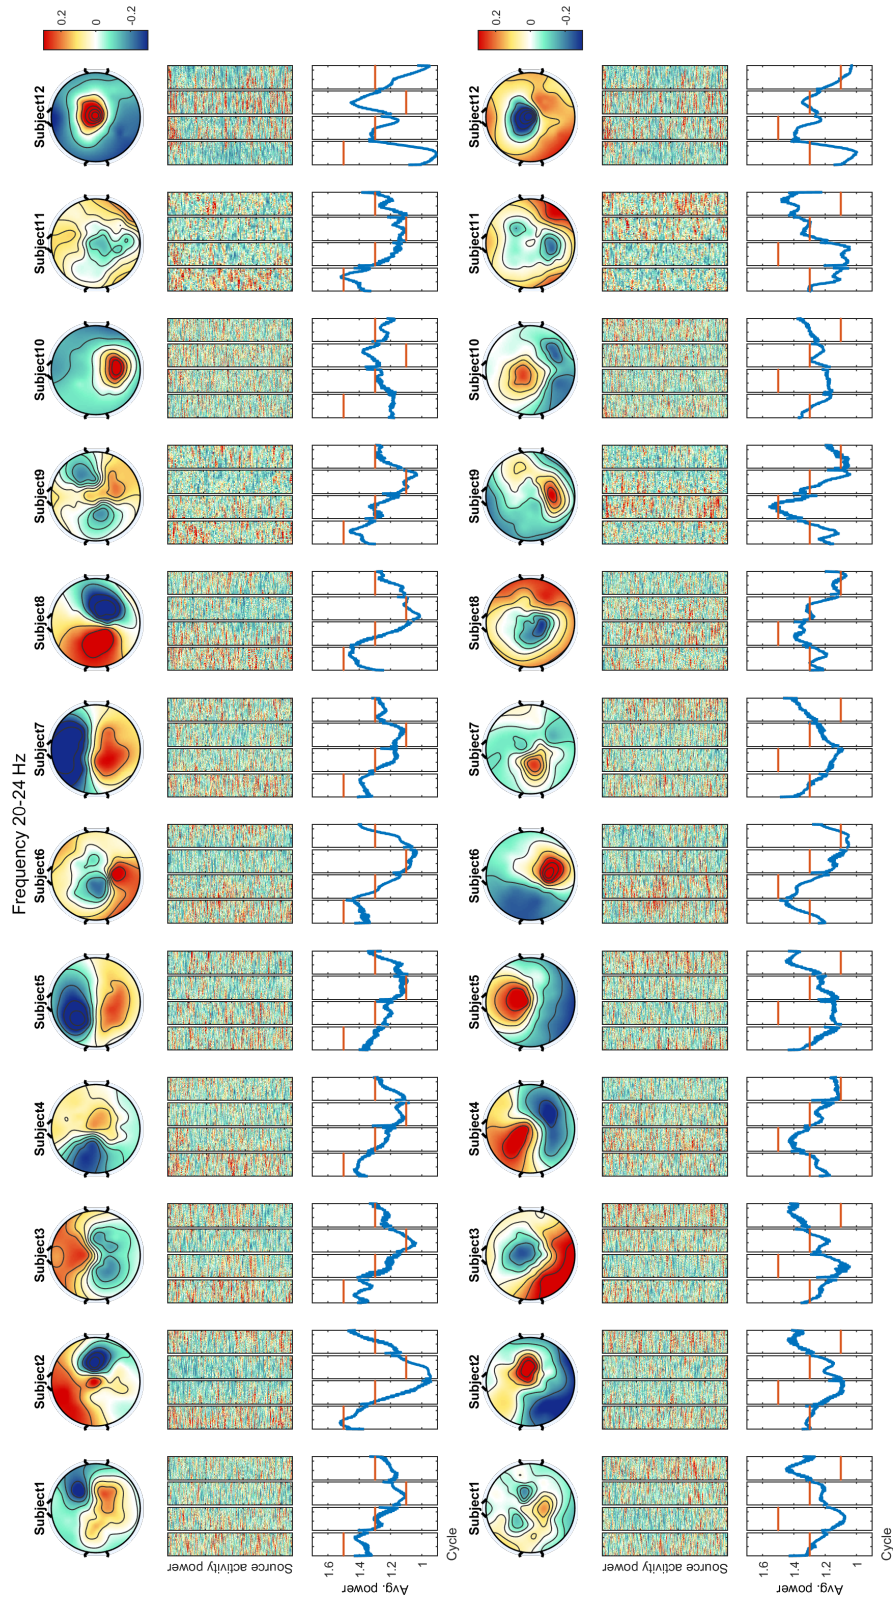 Frequency 20-24 Hz
Subject1 Subject2 Subject3 Subject4 Subject5 Subject6 Subject7 Subject8 Subject9 Subject10 Subject11 Subject12
0.2
0
-0.2
Source activity power
1.6
1.4
1.2
1
Avg. power
Cycle
Subject1 Subject2 Subject3 Subject4 Subject5 Subject6 Subject7 Subject8 Subject9 Subject10 Subject11 Subject12
0.2
0
-0.2
Source activity power
1.6
1.4
1.2
1
Avg. power
Cycle